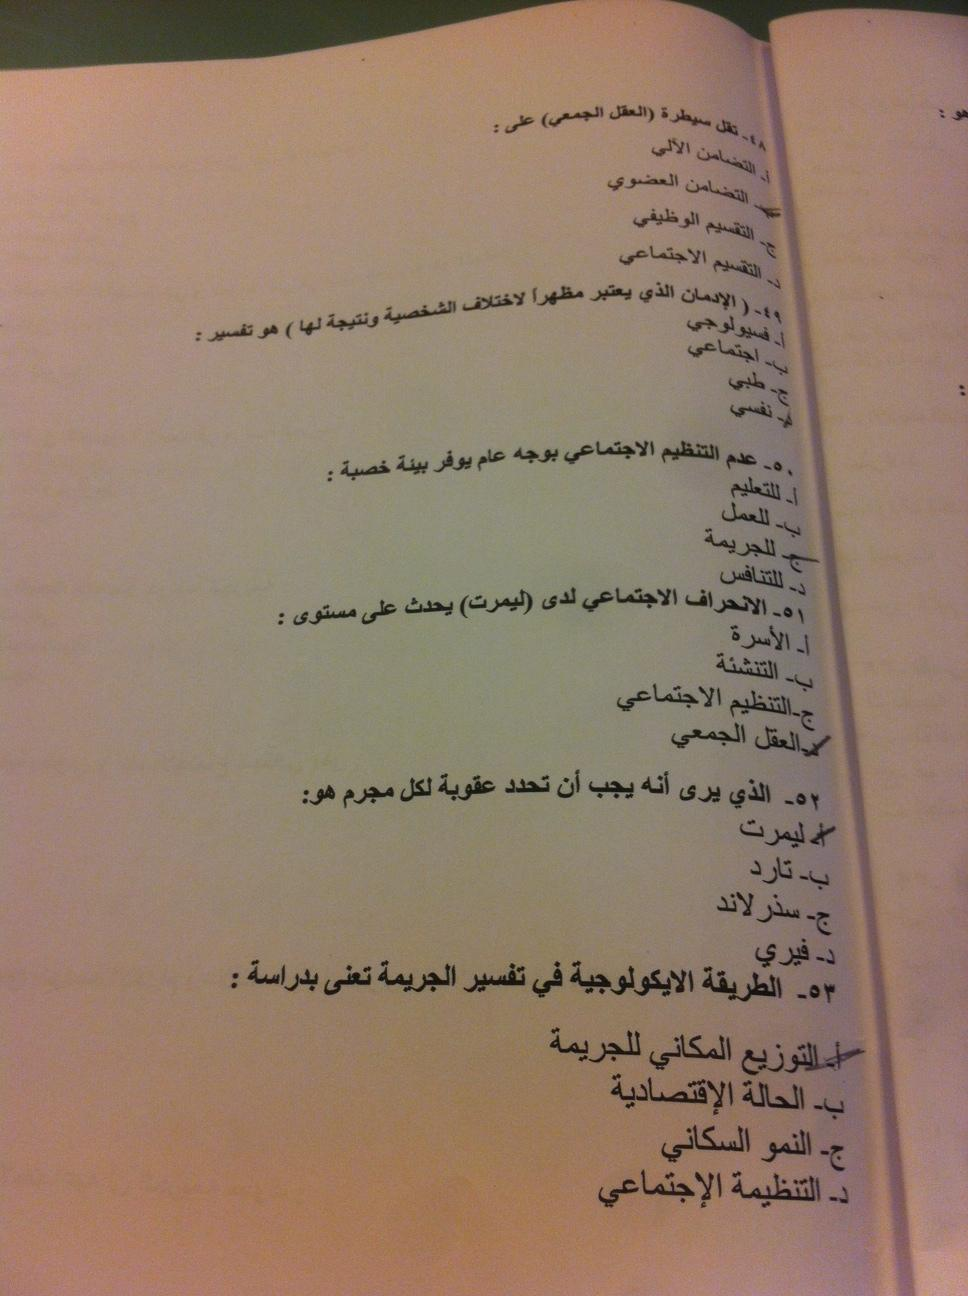 هو :
:
٤٨- تقل سيطرة (العقل الجمعي) على :
أ- التضامن الآلي
التضامن العضوي
ج- التقسيم الوظيفي
د- التقسيم الاجتماعي
٤٩- ( الإدمان الذي يعتبر مظهراً لاختلاف الشخصية ونتيجة لها ) هو تفسير :
أ- فسيولوجي
ب- اجتماعي
ج- طبي
د- نفسي
٥٠- عدم التنظيم الاجتماعي بوجه عام يوفر بيئة خصبة :
أ- للتعليم
ب- للعمل
ج- للجريمة
د- للتنافس
٥١- الانحراف الاجتماعي لدى (ليمرت) يحدث على مستوى :
أ- الأسرة
ب- التنشئة
ج-التنظيم الاجتماعي
د-العقل الجمعي
٥٢- الذي يرى أنه يجب أن تحدد عقوبة لكل مجرم هو:
أ- ليمرت
ب- تارد
ج- سذرلاند
د- فيري
٥٣- الطريقة الايكولوجية في تفسير الجريمة تعنى بدراسة :
أ- التوزيع المكاني للجريمة
ب- الحالة الإقتصادية
ج- النمو السكاني
د- التنظيمة الإجتماعي